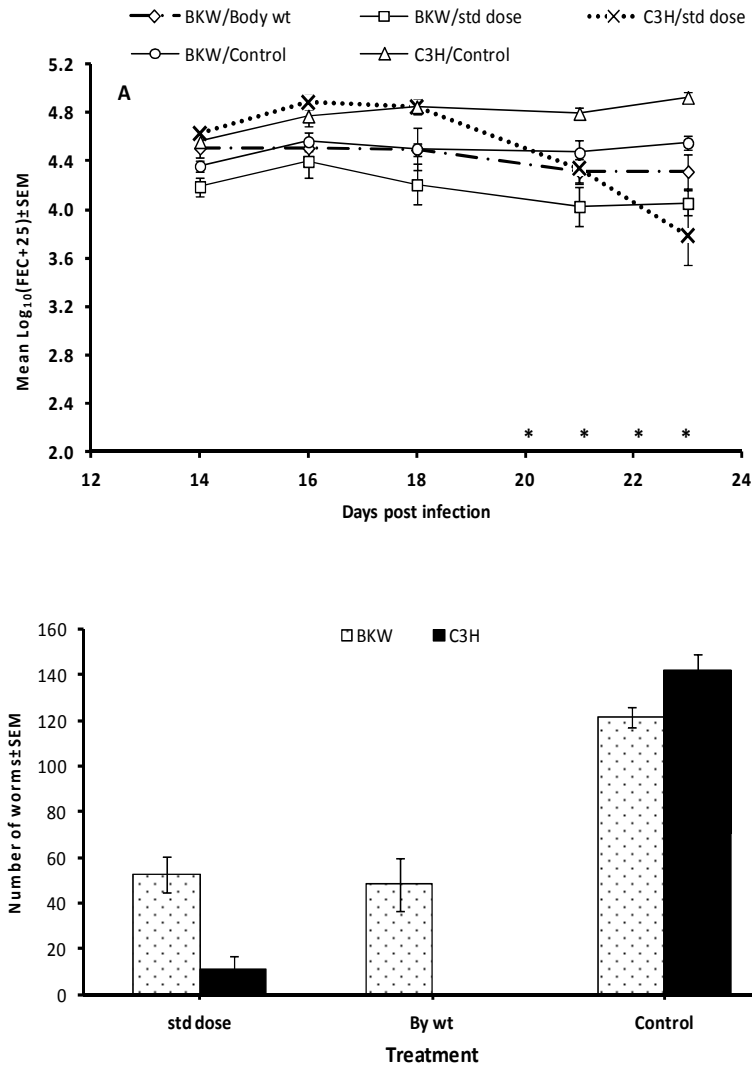 BKW/Body wt BKW/std dose C3H/std dose
BKW/Control C3H/Control
A
Mean Log₁₀(FEC+25)±SEM
5.2
4.8
4.4
4.0
3.6
3.2
2.8
2.4
2.0
* * * *
12 14 16 18 20 22 24
Days post infection
BKW C3H
Number of worms±SEM
160
140
120
100
80
60
40
20
0
std dose By wt Control
Treatment